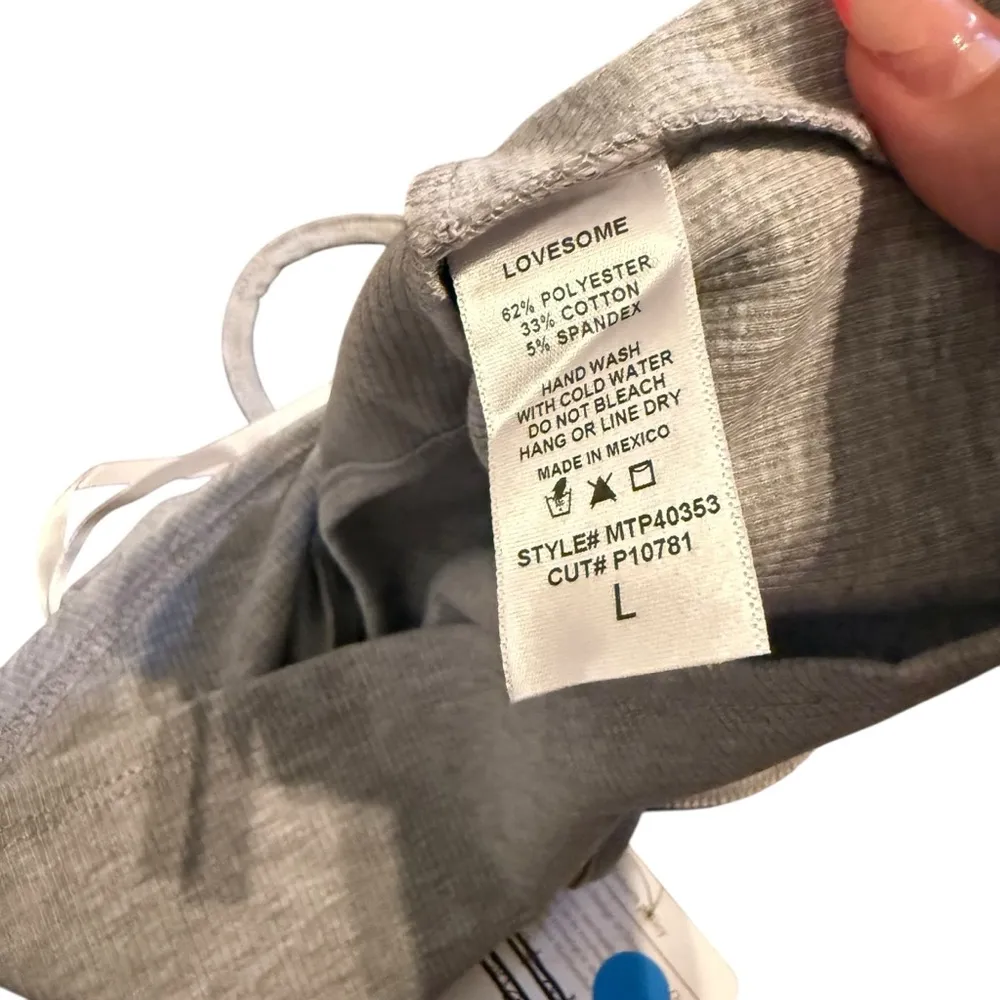 LOVESOME
62% POLYESTER
33% COTTON
5% SPANDEX
HAND WASH
WITH COLD WATER
DO NOT BLEACH
HANG OR LINE DRY
MADE IN MEXICO
STYLE# MTP40353
CUT# P10781
L